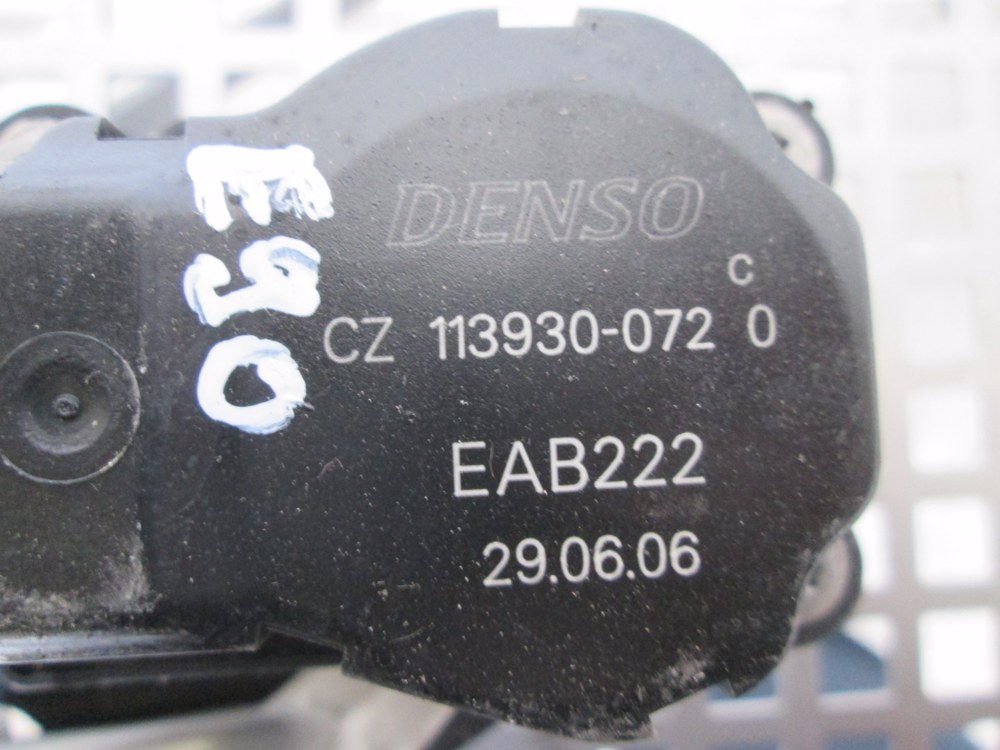 DENSO
C
CZ 113930-072 0
EAB222
29.06.06
E90